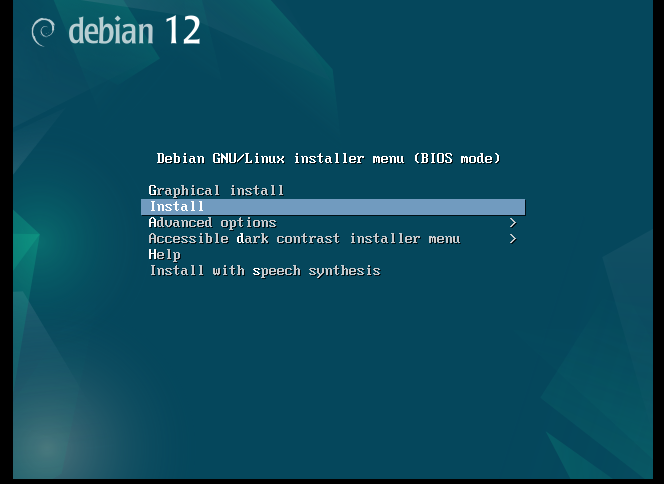 debian 12
Debian GNU/Linux installer menu (BIOS mode)
Graphical install
Install
Advanced options >
Accessible dark contrast installer menu >
Help
Install with speech synthesis